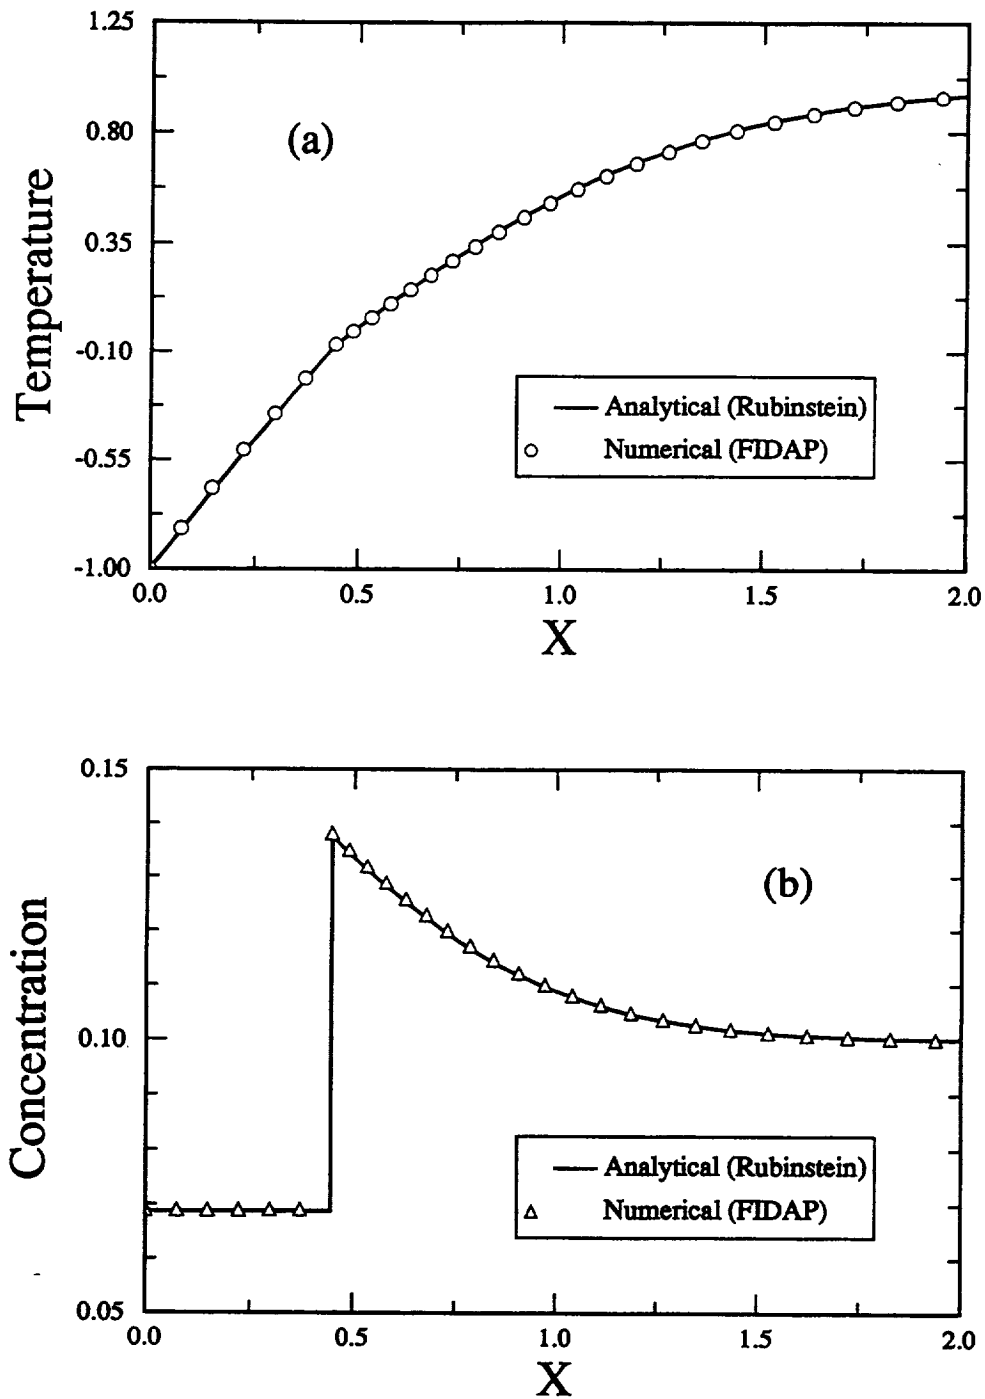 1.25
(a)
0.80
0.35
-0.10
-0.55
-1.00
Temperature
Analytical (Rubinstein)
Numerical (FIDAP)
0.0 0.5 1.0 1.5 2.0
X
0.15
(b)
0.10
0.05
Concentration
Analytical (Rubinstein)
Numerical (FIDAP)
0.0 0.5 1.0 1.5 2.0
X